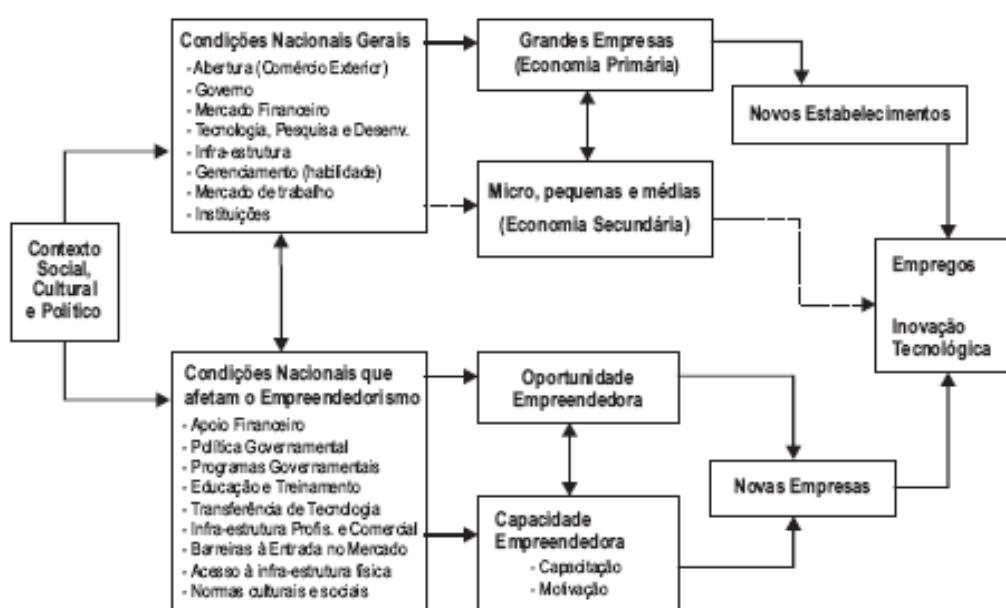 Condições Nacionais Gerais
- Abertura (Comércio Exterior)
- Governo
- Mercado Financeiro
- Tecnologia, Pesquisa e Desenv.
- Infra-estrutura
- Gerenciamento (habilidade)
- Mercado de trabalho
- Instituições
Grandes Empresas
(Economia Primária)
Novos Estabelecimentos
Micro, pequenas e médias
(Economia Secundária)
Contexto
Social,
Cultural
e Político
Empregos
Inovação
Tecnológica
Condições Nacionais que
afetam o Empreendedorismo
- Apoio Financeiro
- Política Governamental
- Programas Governamentais
- Educação e Treinamento
- Transferência de Tecnologia
- Infra-estrutura Profis. e Comercial
- Barreiras à Entrada no Mercado
- Acesso à infra-estrutura física
- Normas culturais e sociais
Oportunidade
Empreendedora
Capacidade
Empreendedora
- Capacitação
- Motivação
Novas Empresas